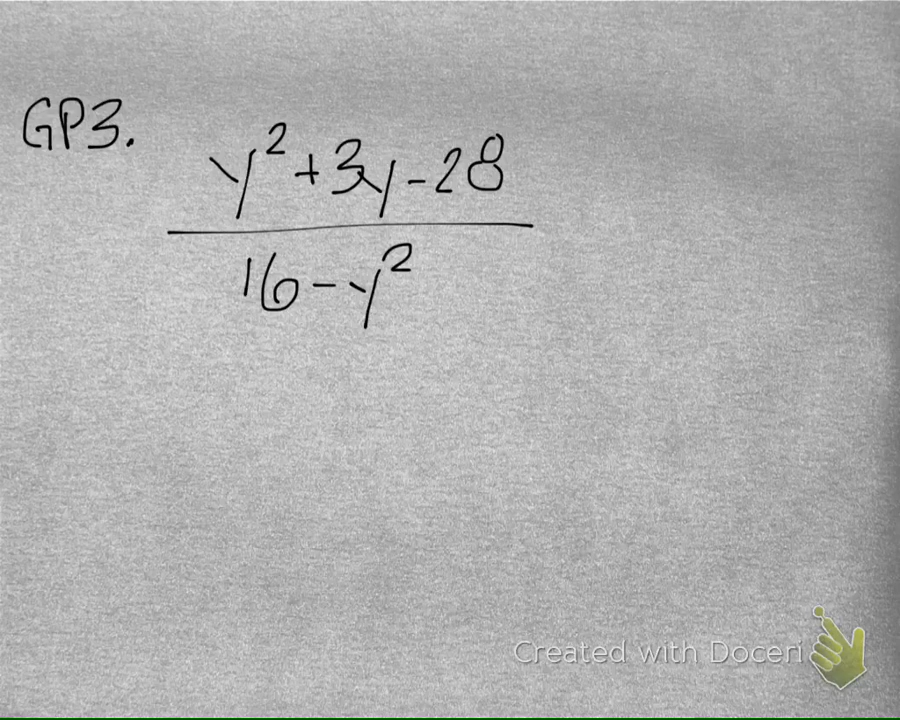 GP3.
y²+3y-28
16-y²
Created with Doceri